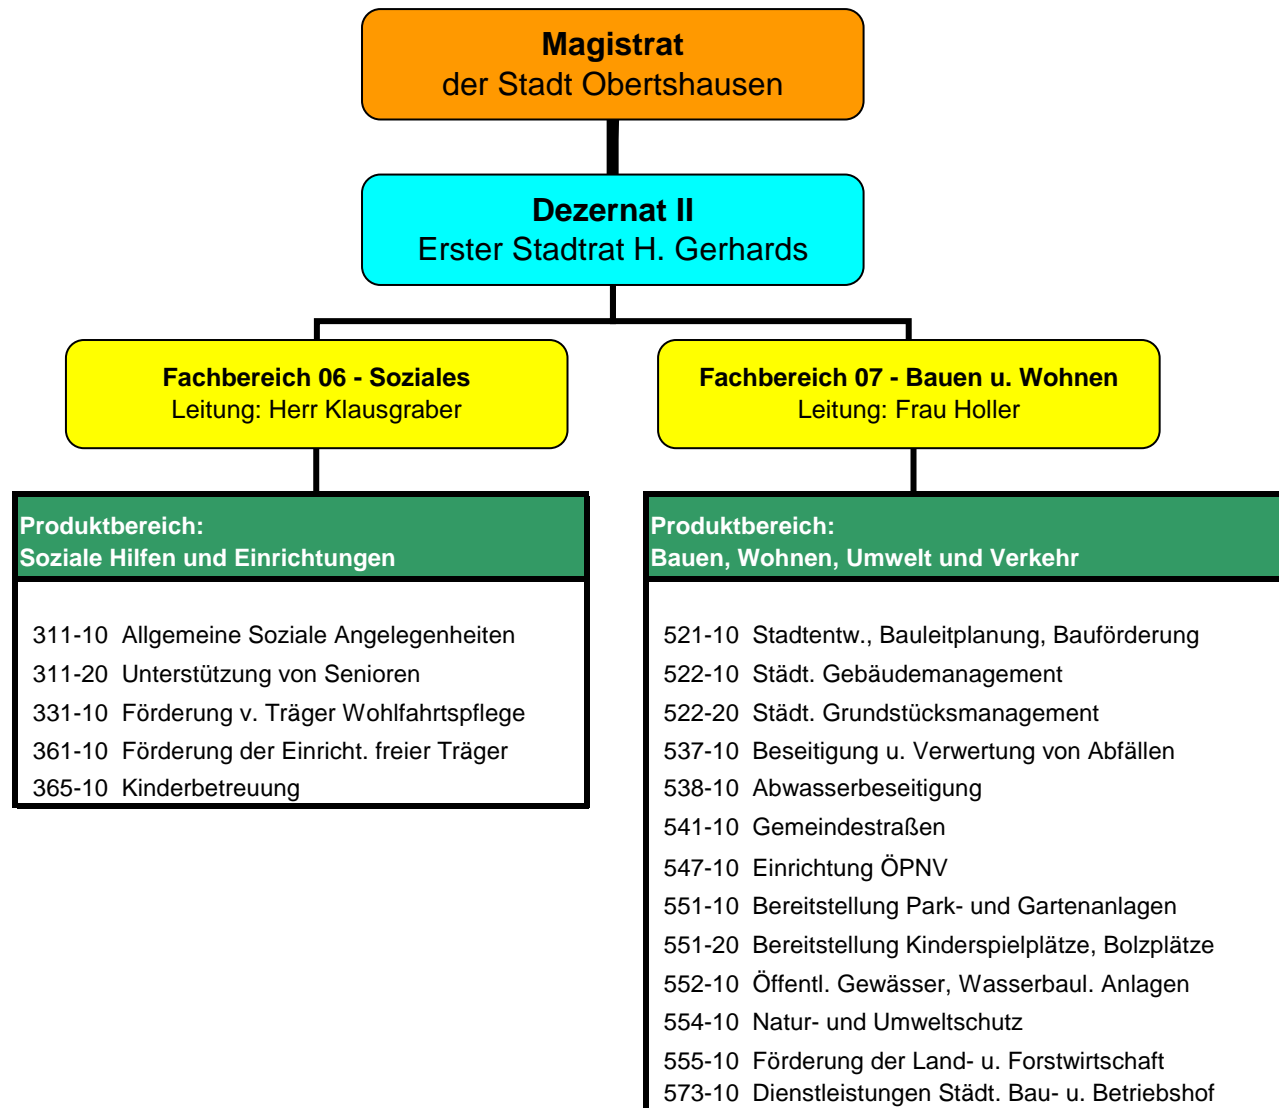 Magistrat
der Stadt Obertshausen
Dezernat II
Erster Stadtrat H. Gerhards
Fachbereich 06 - Soziales
Leitung: Herr Klausgraber
Fachbereich 07 - Bauen u. Wohnen
Leitung: Frau Holler
Produktbereich:
Soziale Hilfen und Einrichtungen
311-10 Allgemeine Soziale Angelegenheiten
311-20 Unterstützung von Senioren
331-10 Förderung v. Träger Wohlfahrtspflege
361-10 Förderung der Einricht. freier Träger
365-10 Kinderbetreuung
Produktbereich:
Bauen, Wohnen, Umwelt und Verkehr
521-10 Stadtentw., Bauleitplanung, Bauförderung
522-10 Städt. Gebäudemanagement
522-20 Städt. Grundstücksmanagement
537-10 Beseitigung u. Verwertung von Abfällen
538-10 Abwasserbeseitigung
541-10 Gemeindestraßen
547-10 Einrichtung ÖPNV
551-10 Bereitstellung Park- und Gartenanlagen
551-20 Bereitstellung Kinderspielplätze, Bolzplätze
552-10 Öffentl. Gewässer, Wasserbaul. Anlagen
554-10 Natur- und Umweltschutz
555-10 Förderung der Land- u. Forstwirtschaft
573-10 Dienstleistungen Städt. Bau- u. Betriebshof